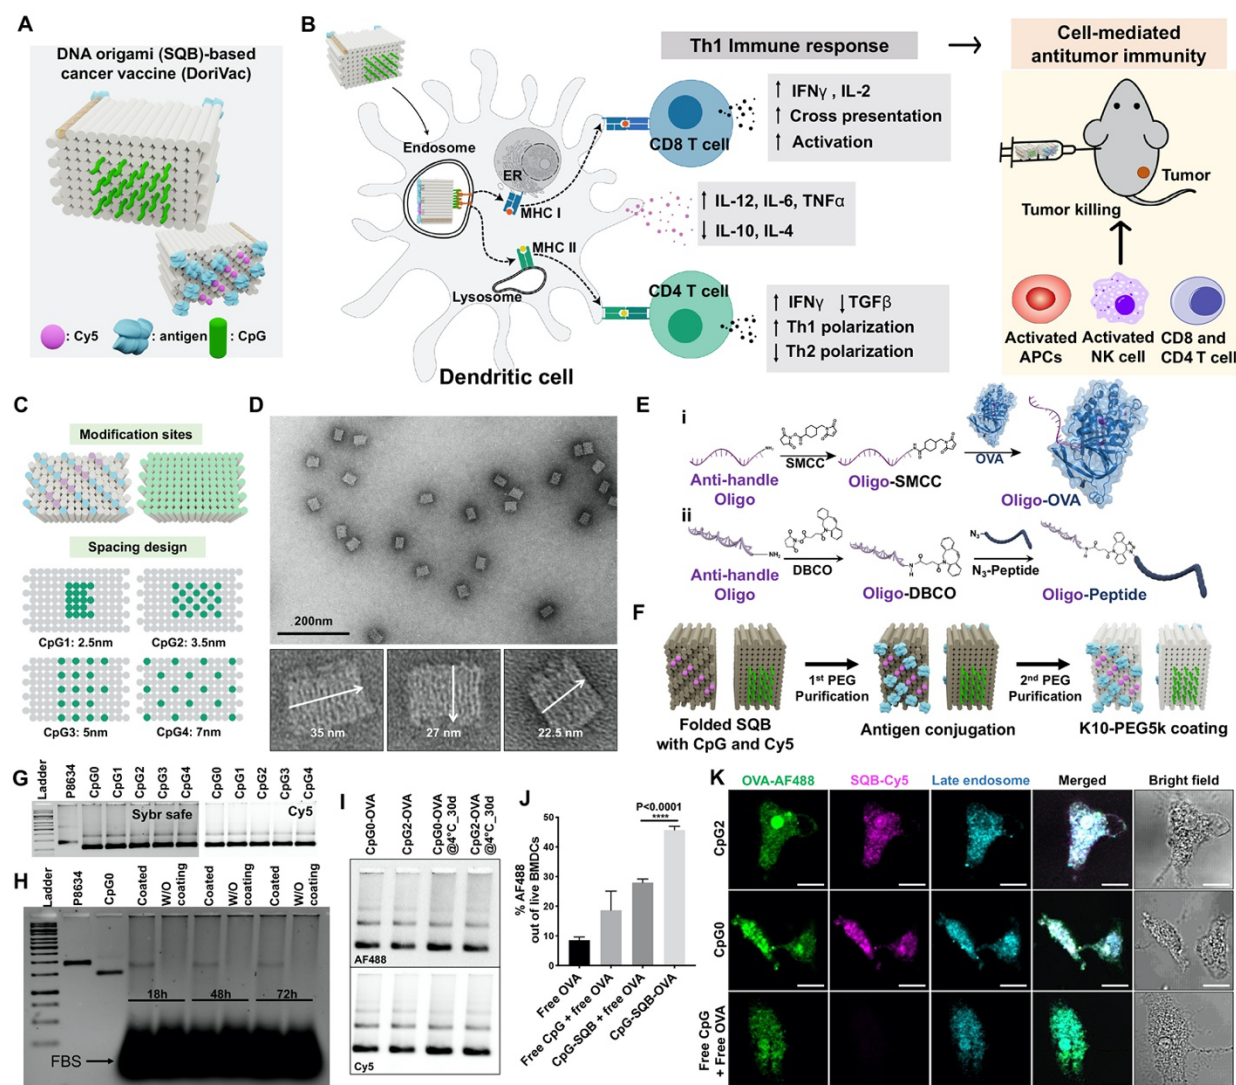 A
DNA origami (SQB)-based
cancer vaccine (DoriVac)
: Cy5
: antigen
: CpG
B
Endosome
ER
MHC I
MHC II
Lysosome
Dendritic cell
Th1 Immune response
CD8 T cell
↑ IFNγ , IL-2
↑ Cross presentation
↑ Activation
↑ IL-12, IL-6, TNFα
↓ IL-10, IL-4
CD4 T cell
↑ IFNγ ↓TGFβ
↑ Th1 polarization
↓ Th2 polarization
Cell-mediated
antitumor immunity
Tumor
Tumor killing
Activated
APCs
Activated
NK cell
CD8 and
CD4 T cell
C
Modification sites
Spacing design
CpG1: 2.5nm
CpG2: 3.5nm
CpG3: 5nm
CpG4: 7nm
D
200nm
35 nm
27 nm
22.5 nm
E
i
Anti-handle
Oligo
SMCC
Oligo-SMCC
OVA
Oligo-OVA
ii
Anti-handle
Oligo
NH₂
DBCO
Oligo-DBCO
N₃
N₃-Peptide
Oligo-Peptide
F
Folded SQB
with CpG and Cy5
1st PEG
Purification
Antigen conjugation
2nd PEG
Purification
K10-PEG5k coating
G
Ladder
P8634
CpG0
CpG1
CpG2
CpG3
CpG4
Sybr safe
CpG0
CpG1
CpG2
CpG3
CpG4
Cy5
H
Ladder
P8634
CpG0
Coated
W/O
coating
Coated
W/O
coating
Coated
W/O
coating
18h
48h
72h
FBS
I
CpG0-OVA
CpG2-OVA
CpG0-OVA
@4°C_30d
CpG2-OVA
@4°C_30d
AF488
Cy5
J
P<0.0001
****
% AF488
out of live BMDCs
50
40
30
20
10
0
Free OVA
Free CpG + free OVA
CpG-SQB + free OVA
CpG-SQB-OVA
K
OVA-AF488
SQB-Cy5
Late endosome
Merged
Bright field
CpG2
CpG0
Free CpG
+ Free OVA